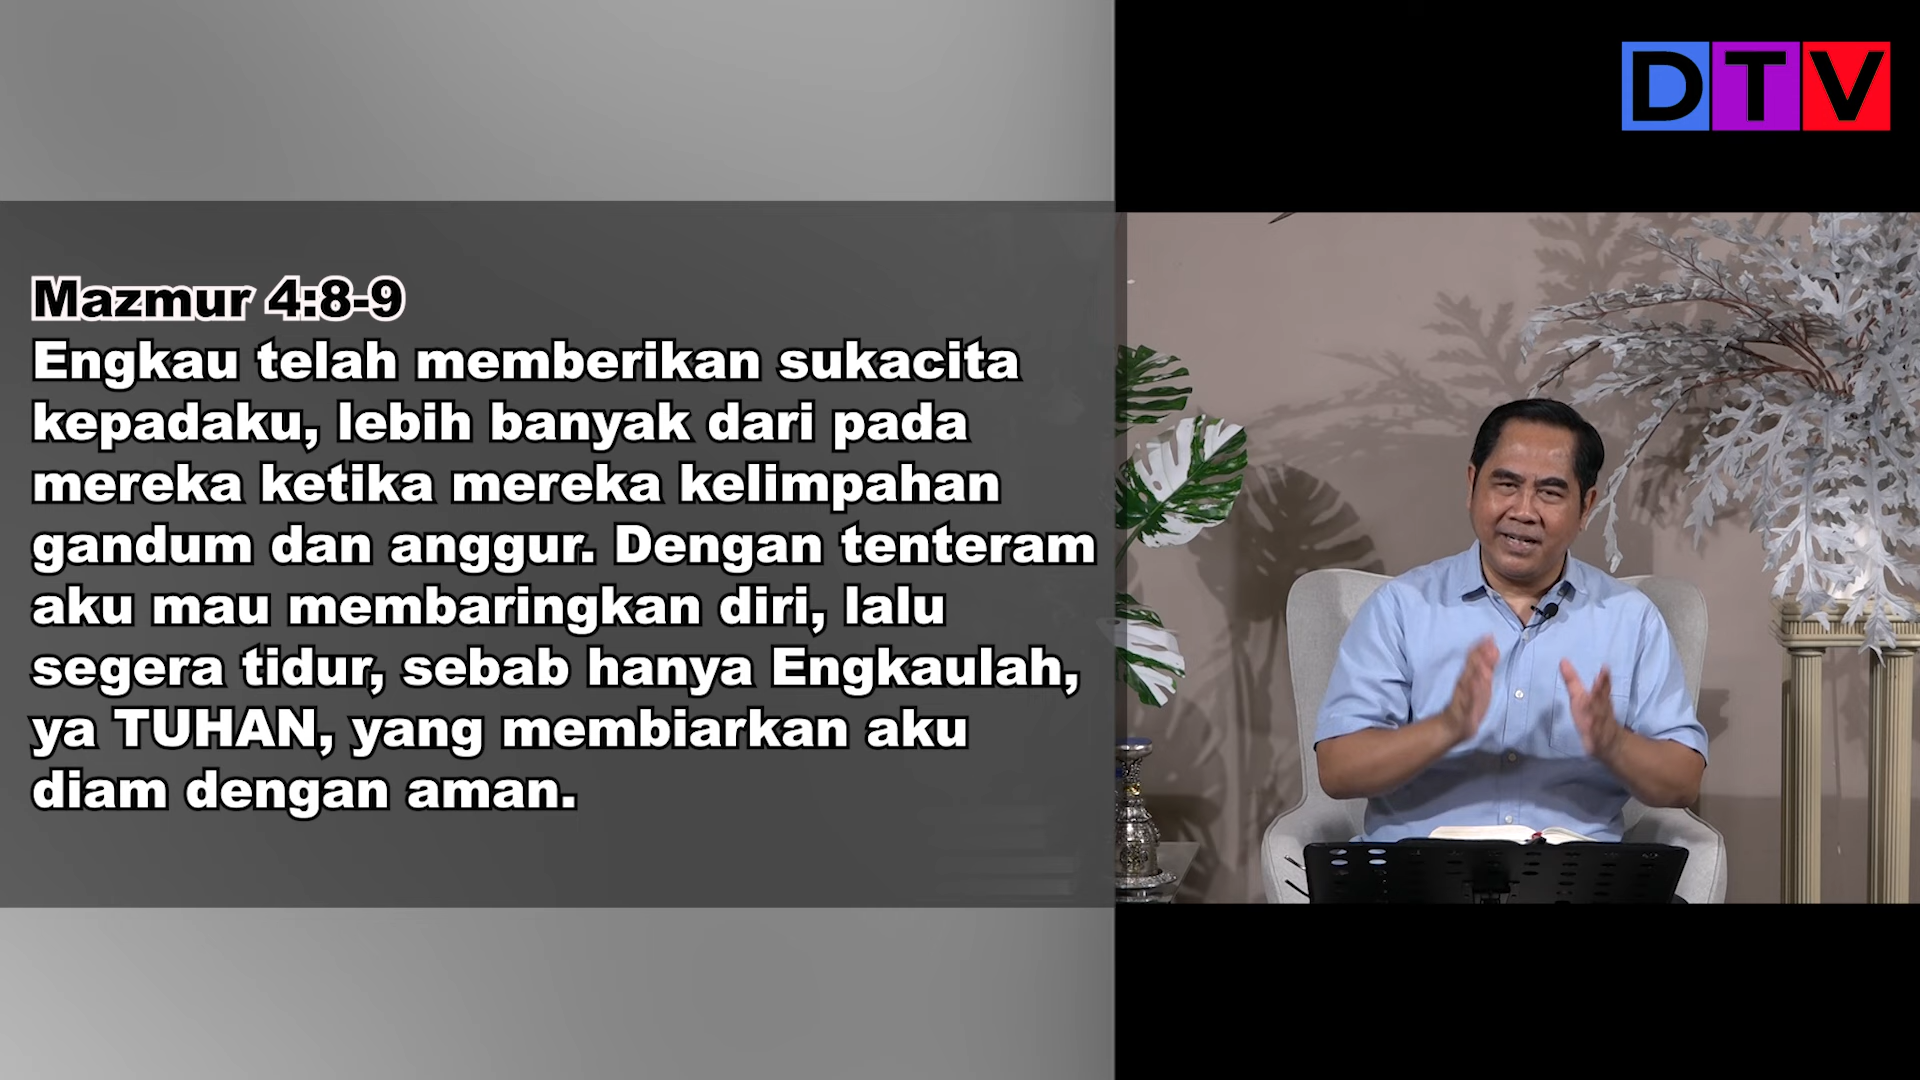 DTV
Mazmur 4:8-9
Engkau telah memberikan sukacita
kepadaku, lebih banyak dari pada
mereka ketika mereka kelimpahan
gandum dan anggur. Dengan tenteram
aku mau membaringkan diri, lalu
segera tidur, sebab hanya Engkaulah,
ya TUHAN, yang membiarkan aku
diam dengan aman.